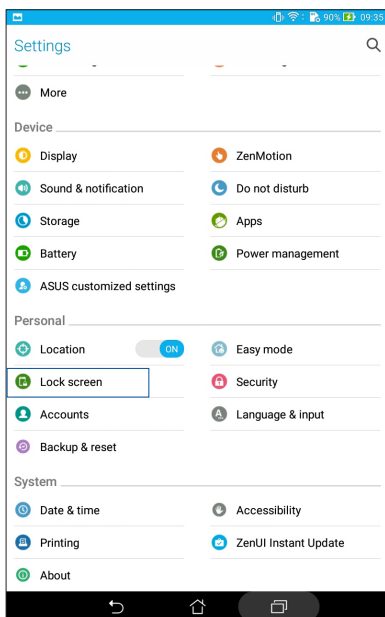 90% 09:35
Settings
More
Device
Display ZenMotion
Sound & notification Do not disturb
Storage Apps
Battery Power management
ASUS customized settings
Personal
Location ON Easy mode
Lock screen Security
Accounts Language & input
Backup & reset
System
Date & time Accessibility
Printing ZenUI Instant Update
About